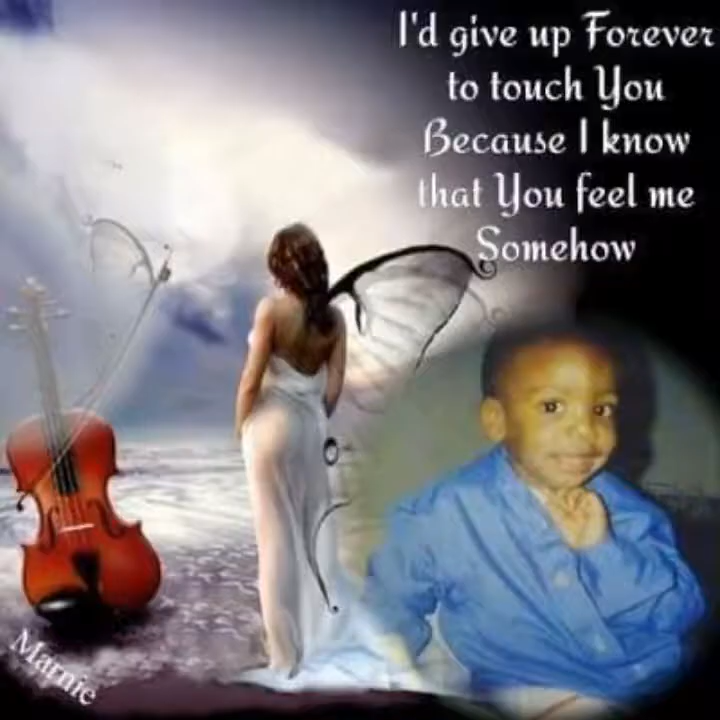 I'd give up Forever
to touch You
Because I know
that You feel me
Somehow
Marnie